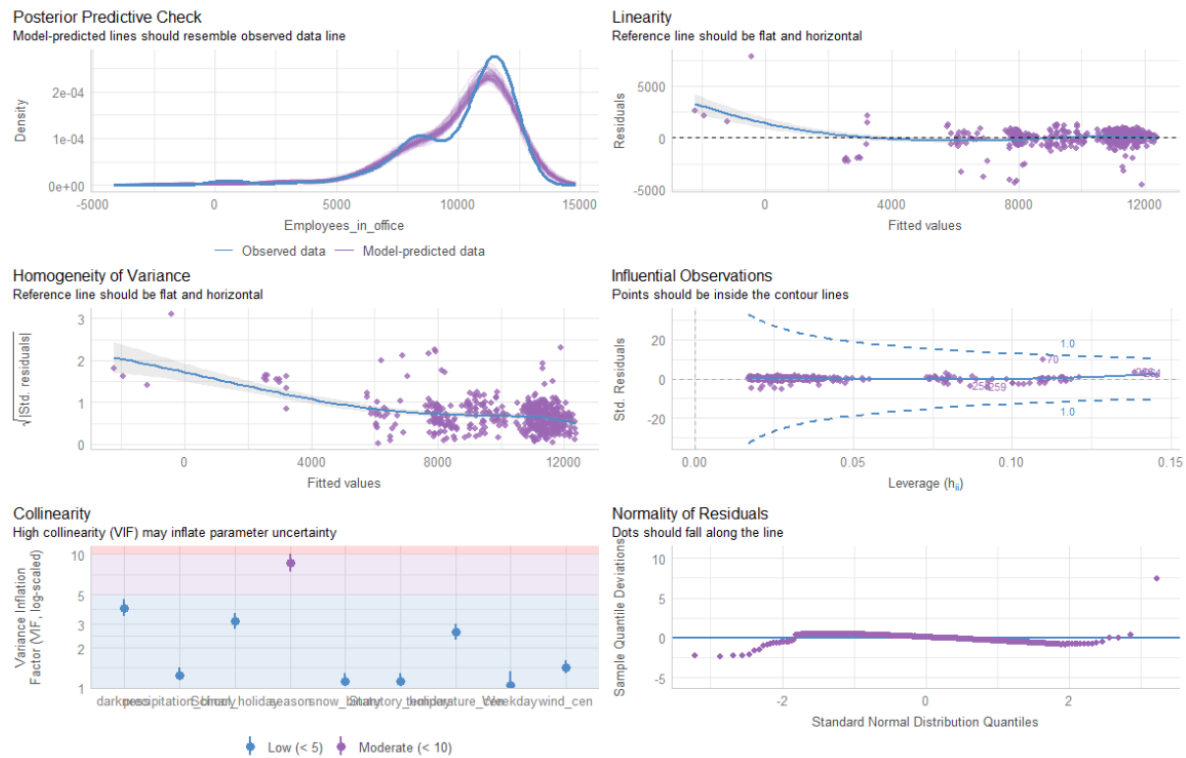 Posterior Predictive Check
Model-predicted lines should resemble observed data line
Density
2e-04
1e-04
0e+00
-5000
0
5000
10000
15000
Employees_in_office
Observed data
Model-predicted data
Linearity
Reference line should be flat and horizontal
Residuals
5000
0
-5000
0
4000
8000
12000
Fitted values
Homogeneity of Variance
Reference line should be flat and horizontal
√|Std. residuals|
3
2
1
0
0
4000
8000
12000
Fitted values
Influential Observations
Points should be inside the contour lines
Std. Residuals
20
0
-20
1.0
1.0
70
259
0.00
0.05
0.10
0.15
Leverage (hii)
Collinearity
High collinearity (VIF) may inflate parameter uncertainty
Variance Inflation
Factor (VIF, log-scaled)
10
5
3
2
1
season
wind_cen
Low (< 5)
Moderate (< 10)
Normality of Residuals
Dots should fall along the line
Sample Quantile Deviations
10
5
0
-5
-2
0
2
Standard Normal Distribution Quantiles